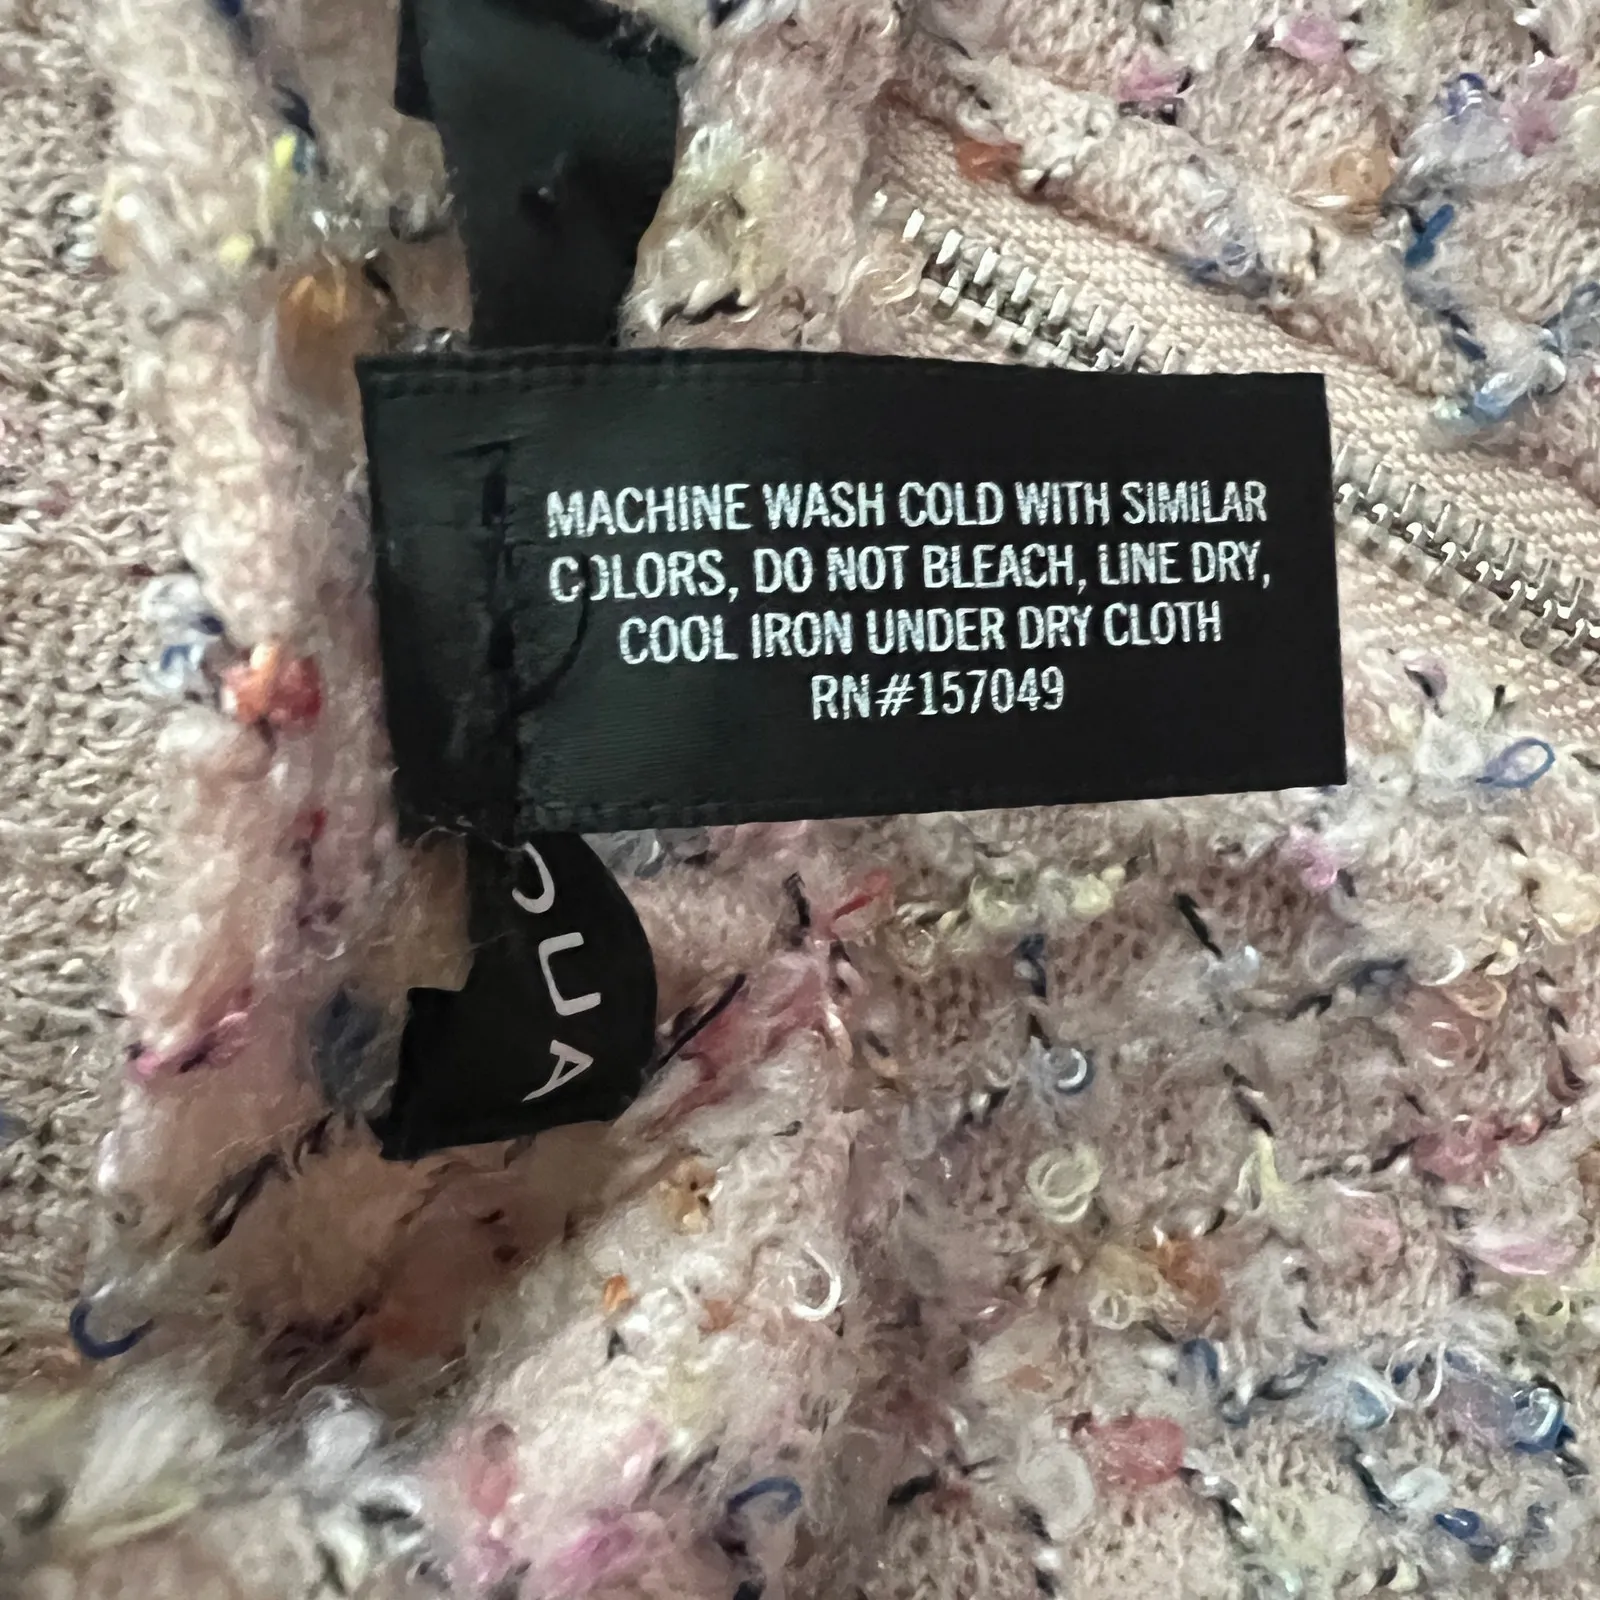 MACHINE WASH COLD WITH SIMILAR
COLORS, DO NOT BLEACH, LINE DRY,
COOL IRON UNDER DRY CLOTH
RN#157049